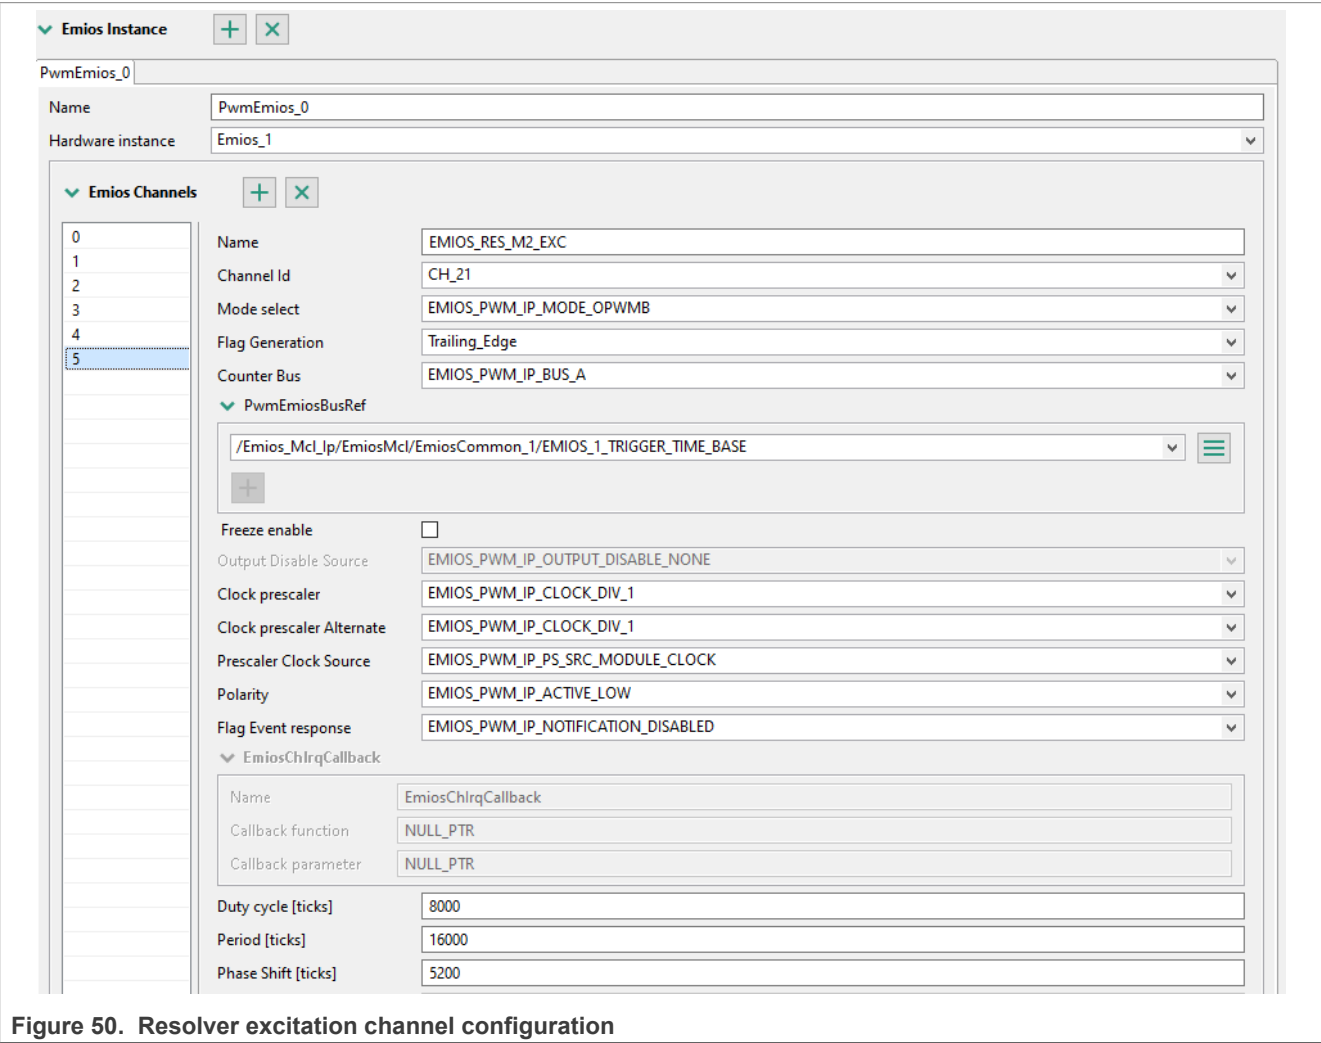 Emios Instance
PwmEmios_0
Name PwmEmios_0
Hardware instance Emios_1
Emios Channels
0
1
2
3
4
5
Name EMIOS_RES_M2_EXC
Channel Id CH_21
Mode select EMIOS_PWM_IP_MODE_OPWMB
Flag Generation Trailing_Edge
Counter Bus EMIOS_PWM_IP_BUS_A
PwmEmiosBusRef
/Emios_Mcl_Ip/EmiosMcl/EmiosCommon_1/EMIOS_1_TRIGGER_TIME_BASE
Freeze enable
Output Disable Source EMIOS_PWM_IP_OUTPUT_DISABLE_NONE
Clock prescaler EMIOS_PWM_IP_CLOCK_DIV_1
Clock prescaler Alternate EMIOS_PWM_IP_CLOCK_DIV_1
Prescaler Clock Source EMIOS_PWM_IP_PS_SRC_MODULE_CLOCK
Polarity EMIOS_PWM_IP_ACTIVE_LOW
Flag Event response EMIOS_PWM_IP_NOTIFICATION_DISABLED
EmiosChIrqCallback
Name EmiosChIrqCallback
Callback function NULL_PTR
Callback parameter NULL_PTR
Duty cycle [ticks] 8000
Period [ticks] 16000
Phase Shift [ticks] 5200
Figure 50. Resolver excitation channel configuration